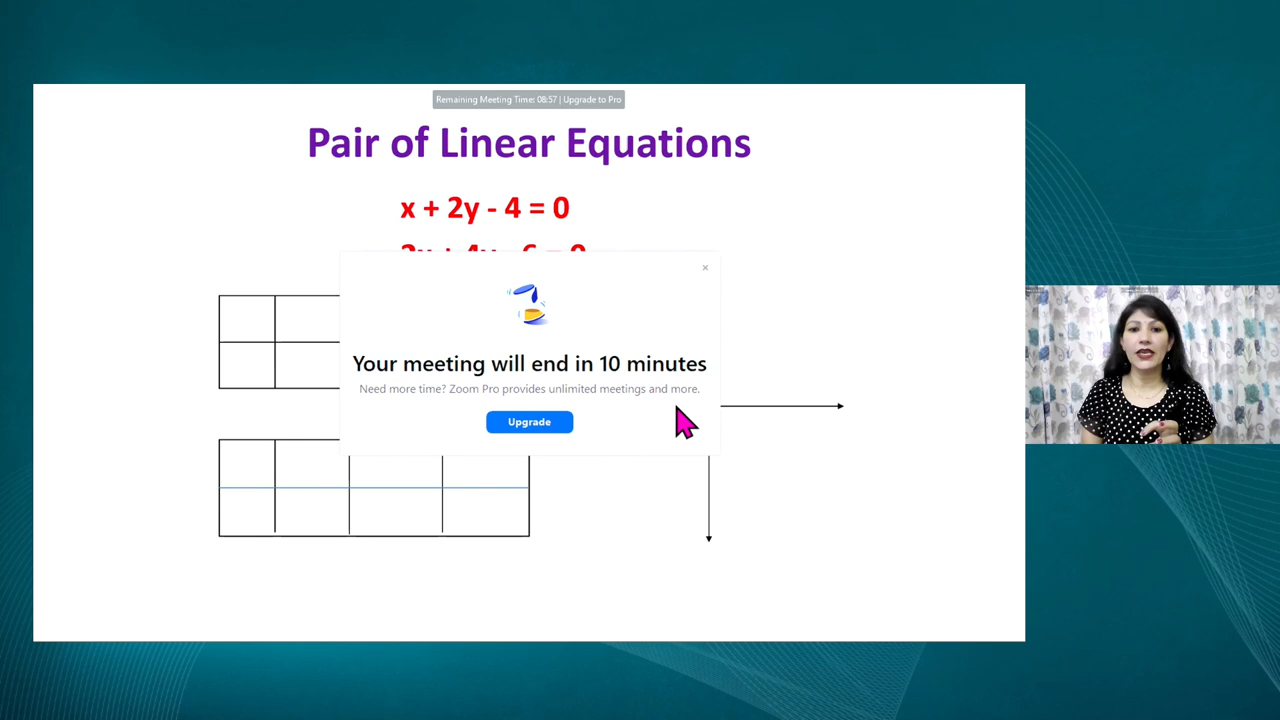 Remaining Meeting Time: 08:57 | Upgrade to Pro
Pair of Linear Equations
x + 2y - 4 = 0
Your meeting will end in 10 minutes
Need more time? Zoom Pro provides unlimited meetings and more.
Upgrade